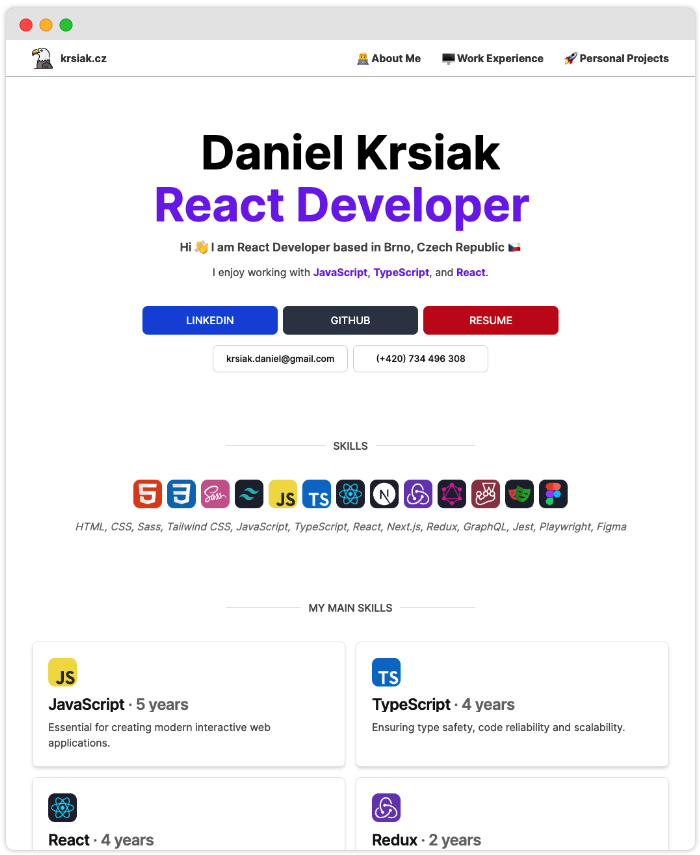 krsiak.cz
About Me
Work Experience
Personal Projects
Daniel Krsiak
React Developer
Hi 👋 I am React Developer based in Brno, Czech Republic 🇨🇿
I enjoy working with JavaScript, TypeScript, and React.
LINKEDIN
GITHUB
RESUME
krsiak.daniel@gmail.com
(+420) 734 496 308
SKILLS
5
3
Sass
JS
TS
N
HTML, CSS, Sass, Tailwind CSS, JavaScript, TypeScript, React, Next.js, Redux, GraphQL, Jest, Playwright, Figma
MY MAIN SKILLS
JS
JavaScript · 5 years
Essential for creating modern interactive web
applications.
TS
TypeScript · 4 years
Ensuring type safety, code reliability and scalability.
React · 4 years
Redux · 2 years